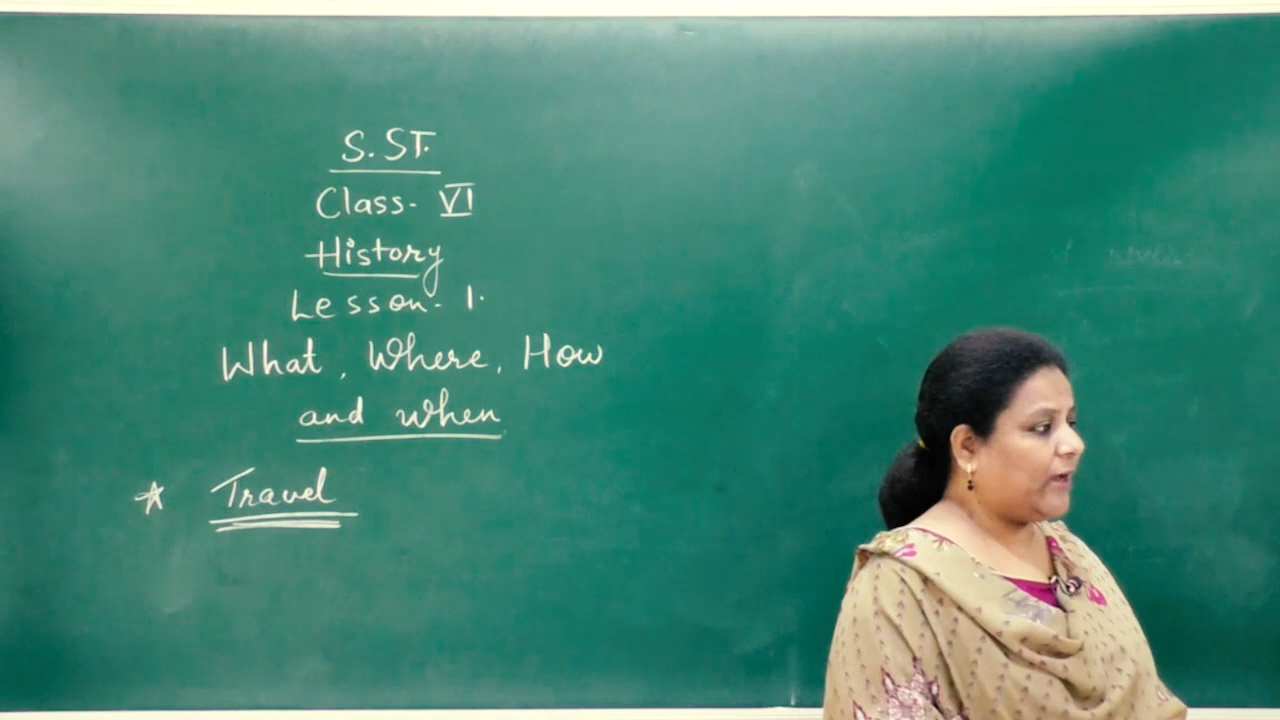 S.ST.
Class- VI
History
Lesson- 1.
What, Where, How
and when
* Travel